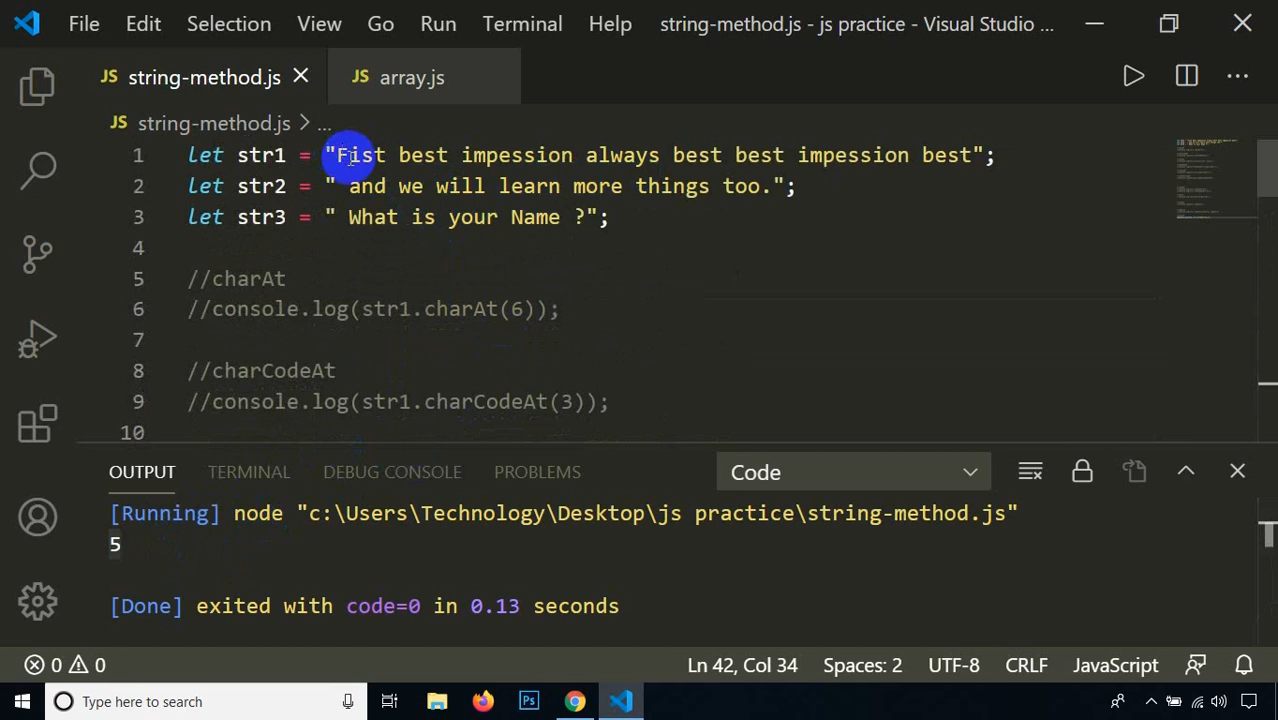 File Edit Selection View Go Run Terminal Help string-method.js - js practice - Visual Studio ...
JS string-method.js JS array.js
JS string-method.js > ...
1 let str1 = "Fist best impession always best best impession best";
2 let str2 = " and we will learn more things too.";
3 let str3 = " What is your Name ?";
4
5 //charAt
6 //console.log(str1.charAt(6));
7
8 //charCodeAt
9 //console.log(str1.charCodeAt(3));
10
OUTPUT TERMINAL DEBUG CONSOLE PROBLEMS Code
[Running] node "c:\Users\Technology\Desktop\js practice\string-method.js"
5
[Done] exited with code=0 in 0.13 seconds
0 0 Ln 42, Col 34 Spaces: 2 UTF-8 CRLF JavaScript
Type here to search Ps